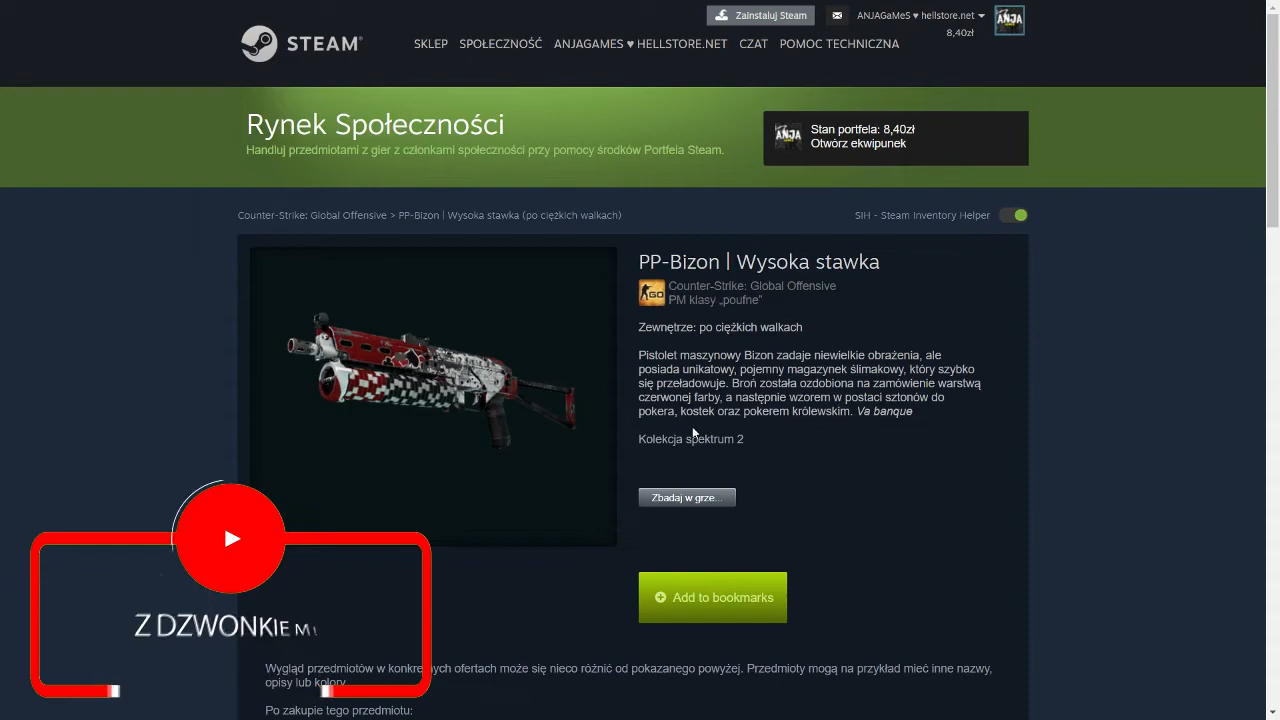 Zainstaluj Steam
ANJAGaMeS ♥ hellstore.net
8,40zł
ANJA
STEAM®
SKLEP SPOŁECZNOŚĆ ANJAGAMES ♥ HELLSTORE.NET CZAT POMOC TECHNICZNA
Rynek Społeczności
Handluj przedmiotami z gier z członkami społeczności przy pomocy środków Portfela Steam.
ANJA
Stan portfela: 8,40zł
Otwórz ekwipunek
Counter-Strike: Global Offensive > PP-Bizon | Wysoka stawka (po ciężkich walkach)
SIH - Steam Inventory Helper
PP-Bizon | Wysoka stawka
GO
Counter-Strike: Global Offensive
PM klasy „poufne”
Zewnętrze: po ciężkich walkach
Pistolet maszynowy Bizon zadaje niewielkie obrażenia, ale
posiada unikatowy, pojemny magazynek ślimakowy, który szybko
się przeładowuje. Broń została ozdobiona na zamówienie warstwą
czerwonej farby, a następnie wzorem w postaci sztonów do
pokera, kostek oraz pokerem królewskim. Va banque
Kolekcja spektrum 2
Zbadaj w grze...
Add to bookmarks
Z DZWONKIEM
Wygląd przedmiotów w konkretnych ofertach może się nieco różnić od pokazanego powyżej. Przedmioty mogą na przykład mieć inne nazwy,
opisy lub kolory.
Po zakupie tego przedmiotu: